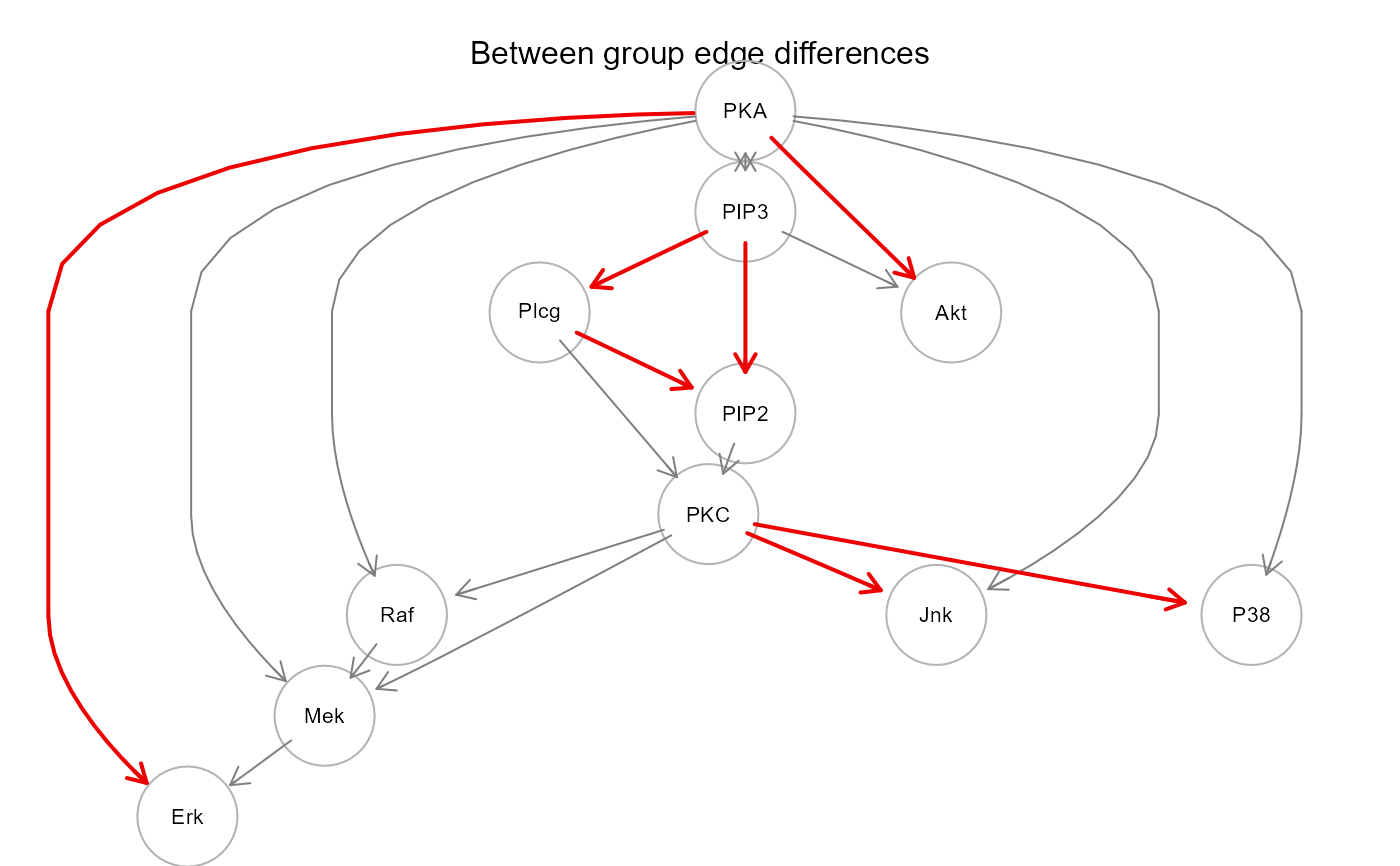 Between group edge differences
PKA
PIP3
Plcg
Akt
PIP2
PKC
Raf
Jnk
P38
Mek
Erk